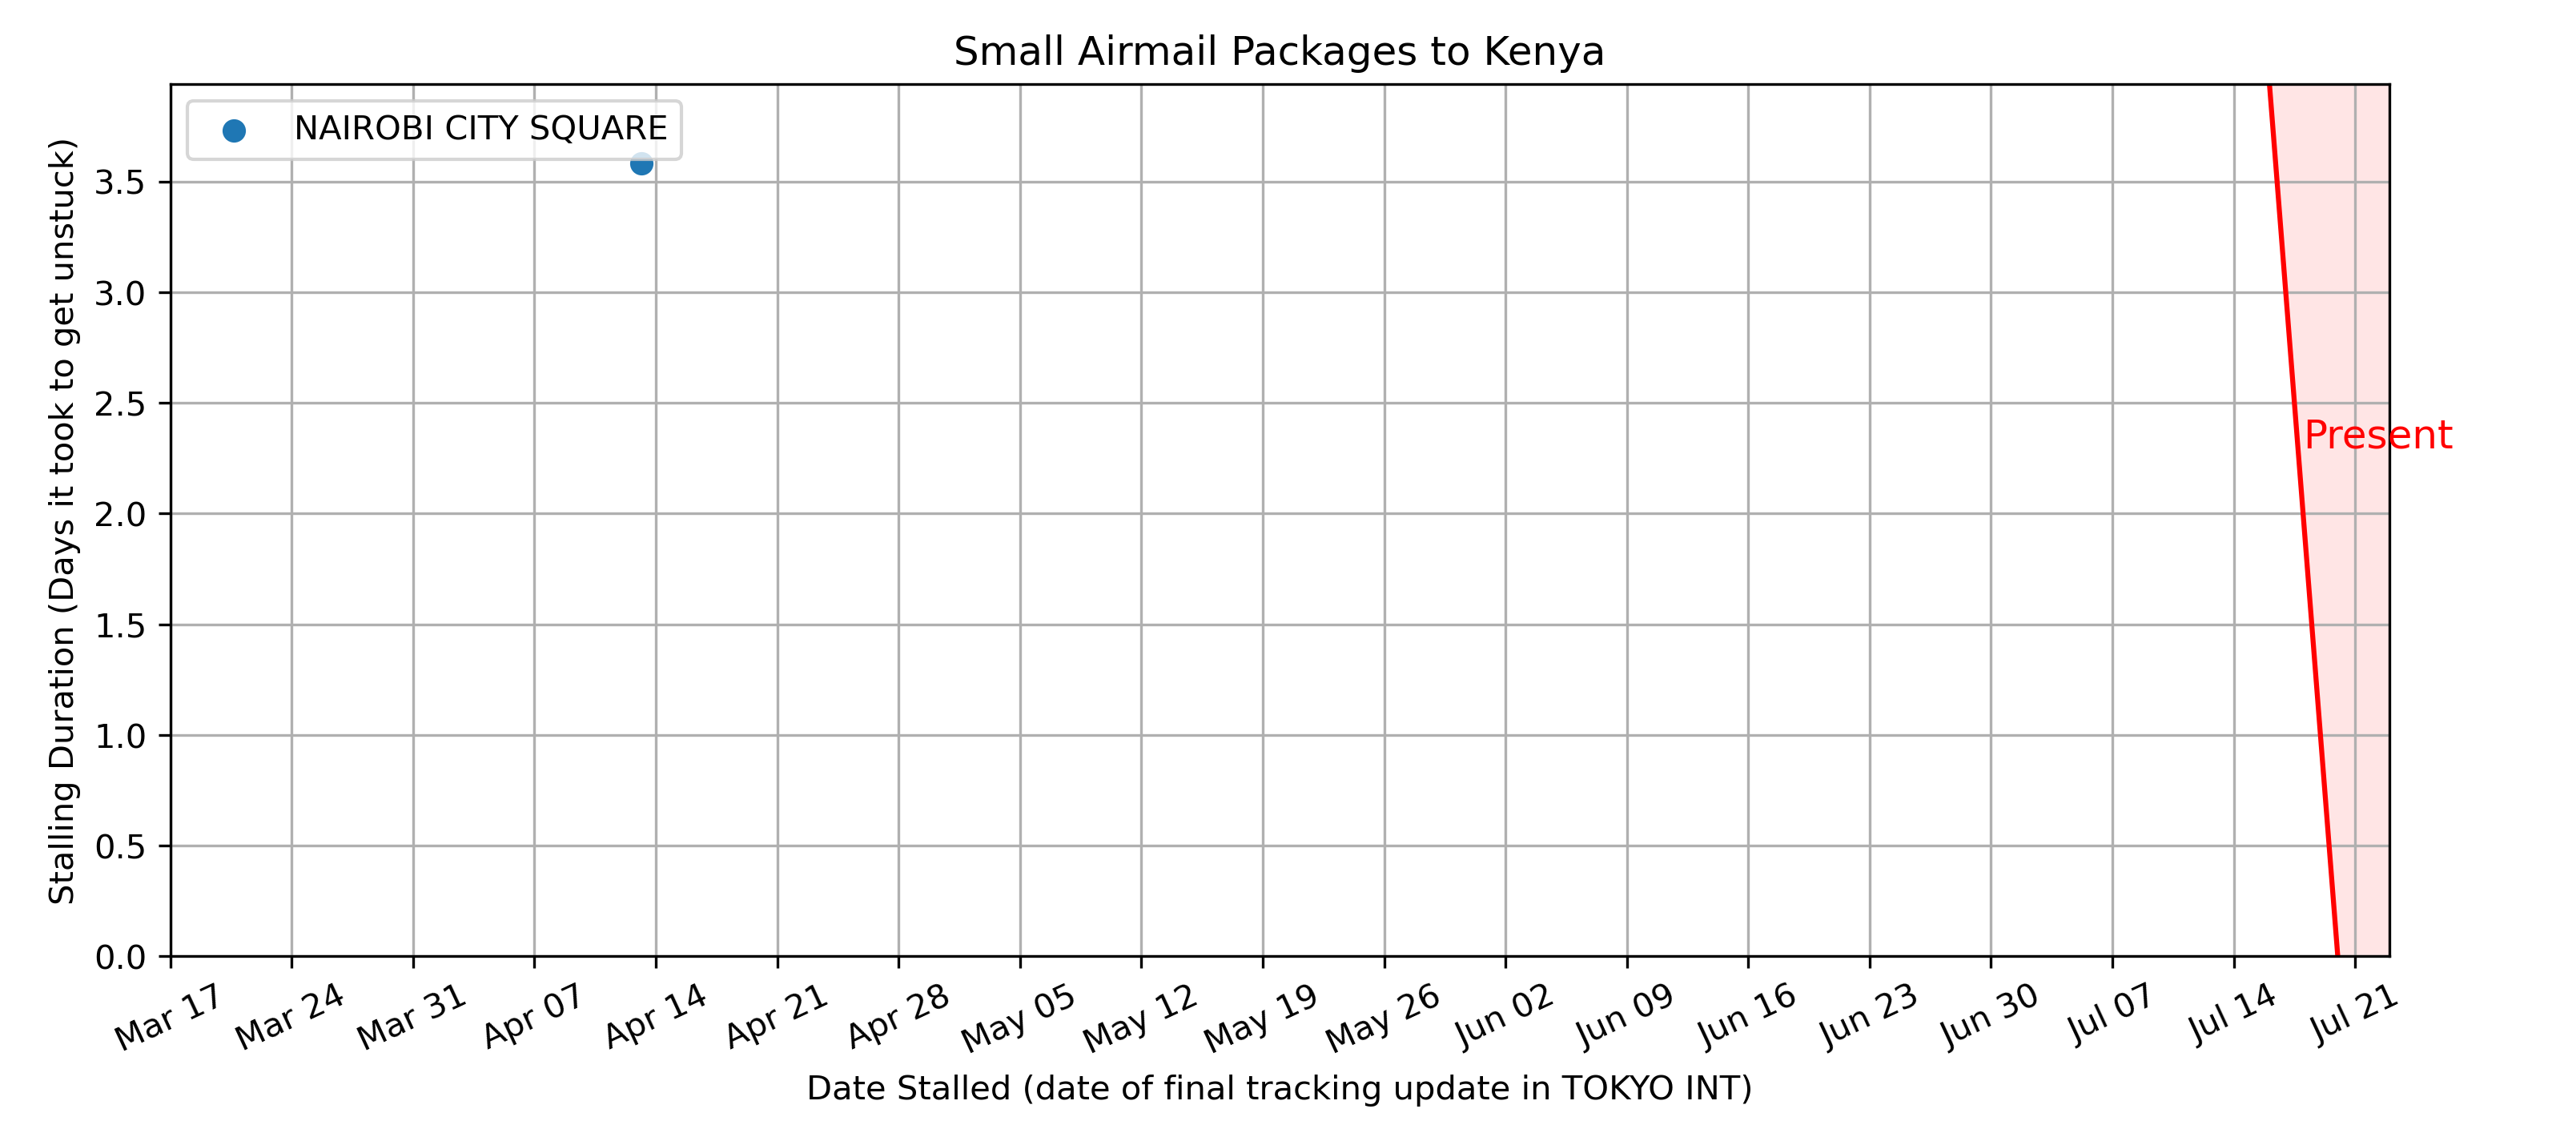 Small Airmail Packages to Kenya
NAIROBI CITY SQUARE
Stalling Duration (Days it took to get unstuck)
3.5
3.0
2.5
2.0
1.5
1.0
0.5
0.0
Present
Mar 17 Mar 24 Mar 31 Apr 07 Apr 14 Apr 21 Apr 28 May 05 May 12 May 19 May 26 Jun 02 Jun 09 Jun 16 Jun 23 Jun 30 Jul 07 Jul 14 Jul 21
Date Stalled (date of final tracking update in TOKYO INT)